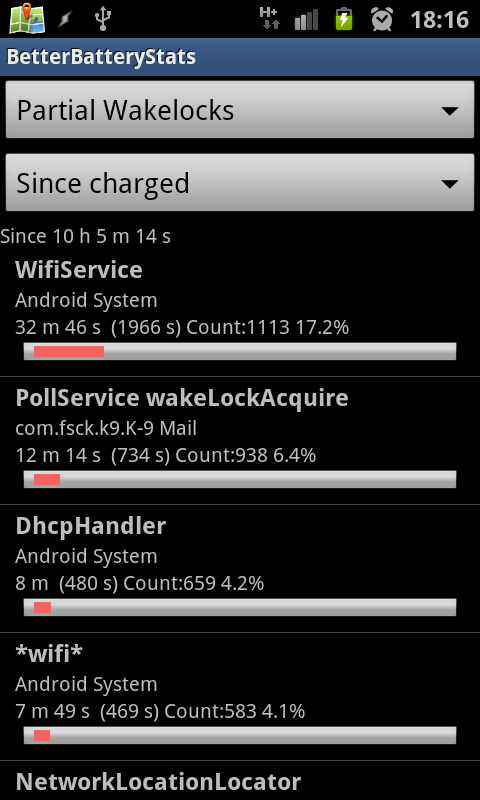 H+
18:16
BetterBatteryStats
Partial Wakelocks
Since charged
Since 10 h 5 m 14 s
WifiService
Android System
32 m 46 s  (1966 s) Count:1113 17.2%
PollService wakeLockAcquire
com.fsck.k9.K-9 Mail
12 m 14 s  (734 s) Count:938 6.4%
DhcpHandler
Android System
8 m  (480 s) Count:659 4.2%
*wifi*
Android System
7 m 49 s  (469 s) Count:583 4.1%
NetworkLocationLocator